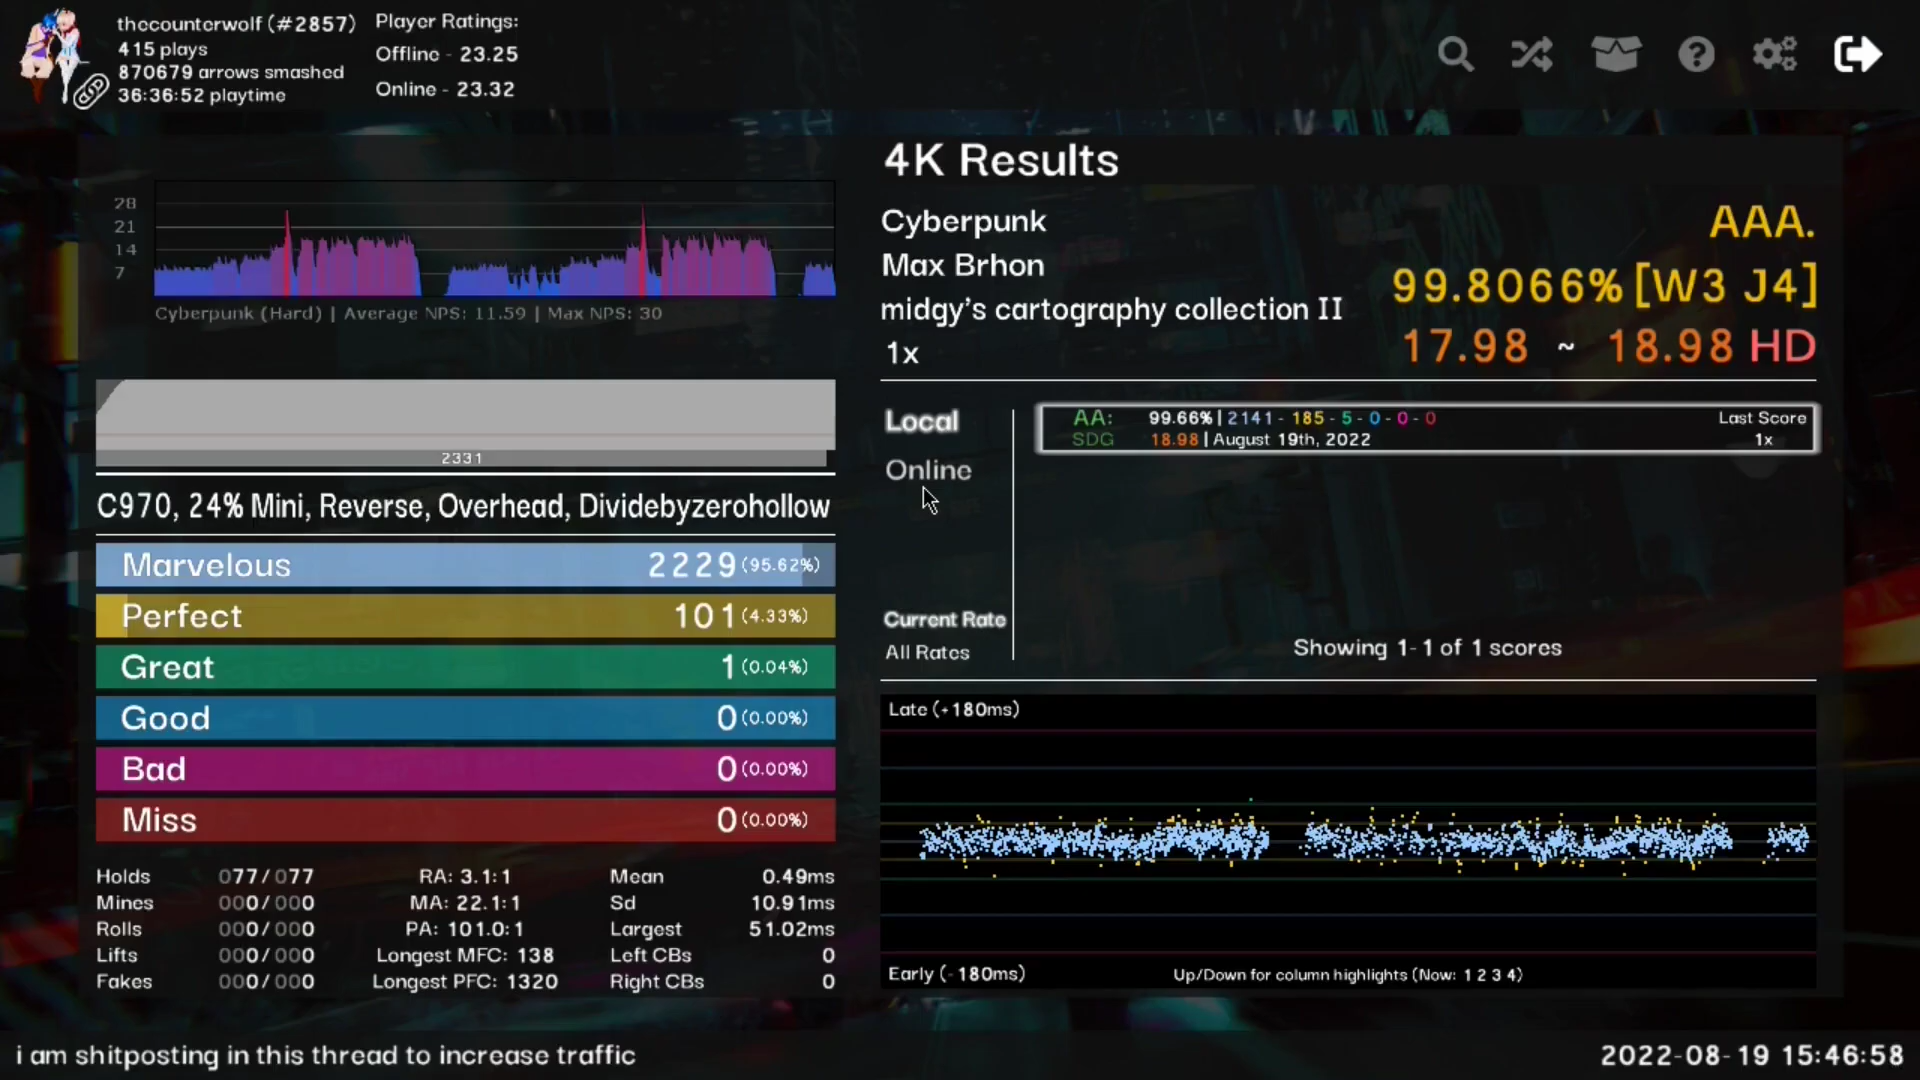 thecounterwolf (#2857)
415 plays
870679 arrows smashed
36:36:52 playtime
Player Ratings:
Offline - 23.25
Online - 23.32
28
21
14
7
Cyberpunk (Hard) | Average NPS: 11.59 | Max NPS: 30
2331
C970, 24% Mini, Reverse, Overhead, Dividebyzerohollow
Marvelous 2229 (95.62%)
Perfect 101 (4.33%)
Great 1 (0.04%)
Good 0 (0.00%)
Bad 0 (0.00%)
Miss 0 (0.00%)
Holds 077/077 RA: 3.1:1 Mean 0.49ms
Mines 000/000 MA: 22.1:1 Sd 10.91ms
Rolls 000/000 PA: 101.0:1 Largest 51.02ms
Lifts 000/000 Longest MFC: 138 Left CBs 0
Fakes 000/000 Longest PFC: 1320 Right CBs 0
4K Results
Cyberpunk
AAA.
Max Brhon
99.8066% [W3 J4]
midgy's cartography collection II
1x
17.98 ~ 18.98 HD
Local
Online
Current Rate
All Rates
AA: 99.66% | 2141 - 185 - 5 - 0 - 0 - 0 Last Score
SDG 18.98 | August 19th, 2022 1x
Showing 1-1 of 1 scores
Late (+180ms)
Early (-180ms)
Up/Down for column highlights (Now: 1 2 3 4)
i am shitposting in this thread to increase traffic
2022-08-19 15:46:58